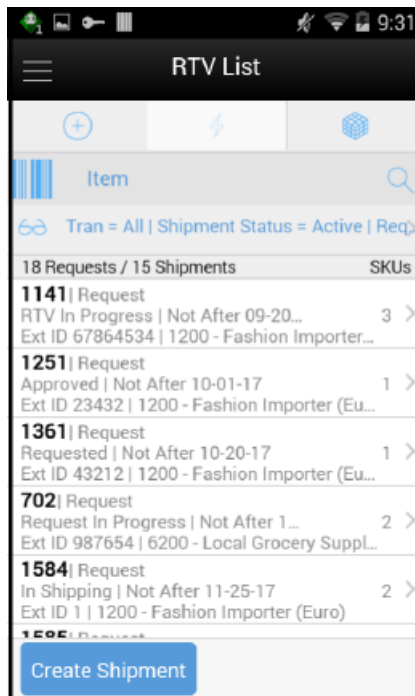 1
9:31
RTV List
Item
Tran = All | Shipment Status = Active | Req
18 Requests / 15 Shipments SKUs
1141| Request
RTV In Progress | Not After 09-20... 3
Ext ID 67864534 | 1200 - Fashion Importer...
1251| Request
Approved | Not After 10-01-17 1
Ext ID 23432 | 1200 - Fashion Importer (Eu...
1361| Request
Requested | Not After 10-20-17 1
Ext ID 43212 | 1200 - Fashion Importer (Eu...
702| Request
Request In Progress | Not After 1... 2
Ext ID 987654 | 6200 - Local Grocery Suppl...
1584| Request
In Shipping | Not After 11-25-17 2
Ext ID 1 | 1200 - Fashion Importer (Euro)
1585| Request
Create Shipment